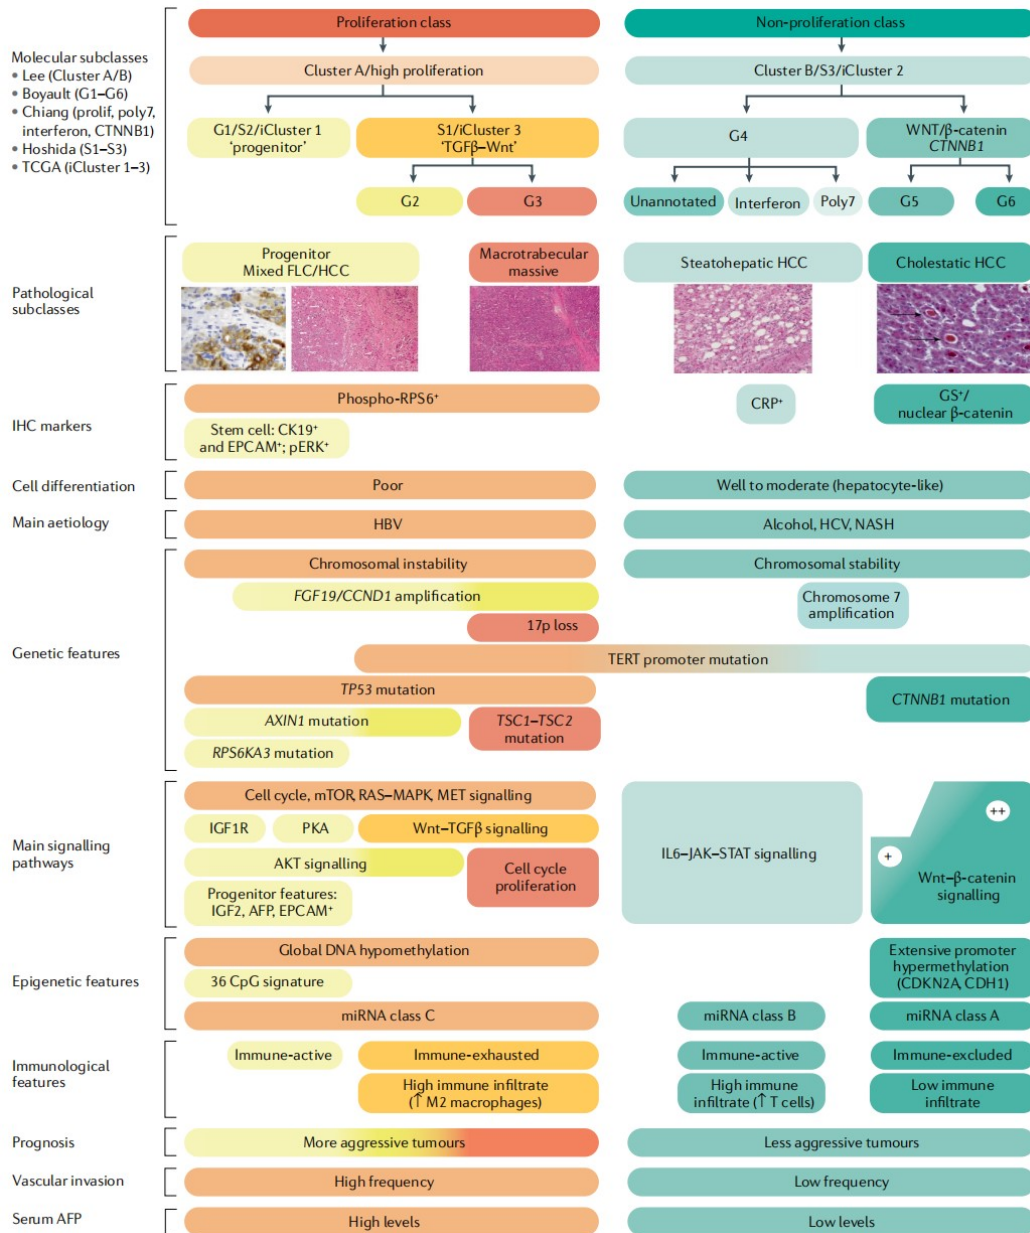 Proliferation class
Non-proliferation class
Molecular subclasses
• Lee (Cluster A/B)
• Boyault (G1–G6)
• Chiang (prolif, poly7,
interferon, CTNNB1)
• Hoshida (S1–S3)
• TCGA (iCluster 1–3)
Cluster A/high proliferation
Cluster B/S3/iCluster 2
G1/S2/iCluster 1
'progenitor'
S1/iCluster 3
'TGFβ–Wnt'
G4
WNT/β-catenin
CTNNB1
G2
G3
Unannotated
Interferon
Poly7
G5
G6
Pathological
subclasses
Progenitor
Mixed FLC/HCC
Macrotrabecular
massive
Steatohepatic HCC
Cholestatic HCC
IHC markers
Phospho-RPS6⁺
CRP⁺
GS⁺/
nuclear β-catenin
Stem cell: CK19⁺
and EPCAM⁺; pERK⁺
Cell differentiation
Poor
Well to moderate (hepatocyte-like)
Main aetiology
HBV
Alcohol, HCV, NASH
Genetic features
Chromosomal instability
Chromosomal stability
FGF19/CCND1 amplification
Chromosome 7
amplification
17p loss
TERT promoter mutation
TP53 mutation
CTNNB1 mutation
AXIN1 mutation
TSC1–TSC2
mutation
RPS6KA3 mutation
Main signalling
pathways
Cell cycle, mTOR, RAS–MAPK, MET signalling
IGF1R
PKA
Wnt–TGFβ signalling
AKT signalling
Cell cycle
proliferation
Progenitor features:
IGF2, AFP, EPCAM⁺
IL6–JAK–STAT signalling
++
+
Wnt–β-catenin
signalling
Epigenetic features
Global DNA hypomethylation
Extensive promoter
hypermethylation
(CDKN2A, CDH1)
36 CpG signature
miRNA class C
miRNA class B
miRNA class A
Immunological
features
Immune-active
Immune-exhausted
Immune-active
Immune-excluded
High immune infiltrate
(↑ M2 macrophages)
High immune
infiltrate (↑ T cells)
Low immune
infiltrate
Prognosis
More aggressive tumours
Less aggressive tumours
Vascular invasion
High frequency
Low frequency
Serum AFP
High levels
Low levels